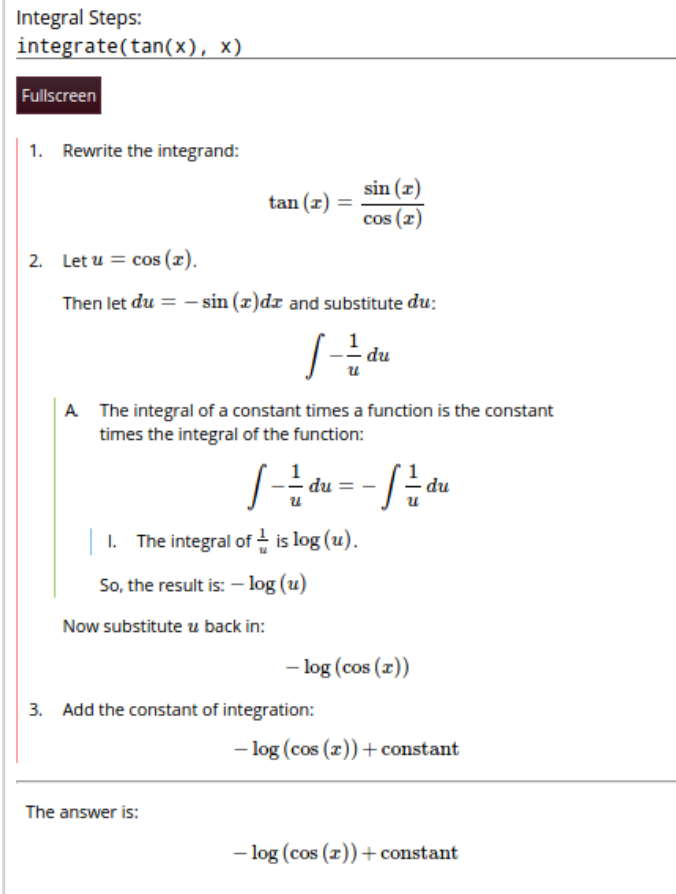 Integral Steps:
integrate(tan(x), x)
Fullscreen
1. Rewrite the integrand:
tan (x) = sin (x) / cos (x)
2. Let u = cos (x).
Then let du = − sin (x)dx and substitute du:
∫ −1/u du
A. The integral of a constant times a function is the constant
times the integral of the function:
∫ −1/u du = − ∫ 1/u du
I. The integral of 1/u is log (u).
So, the result is: − log (u)
Now substitute u back in:
− log (cos (x))
3. Add the constant of integration:
− log (cos (x)) + constant
The answer is:
− log (cos (x)) + constant